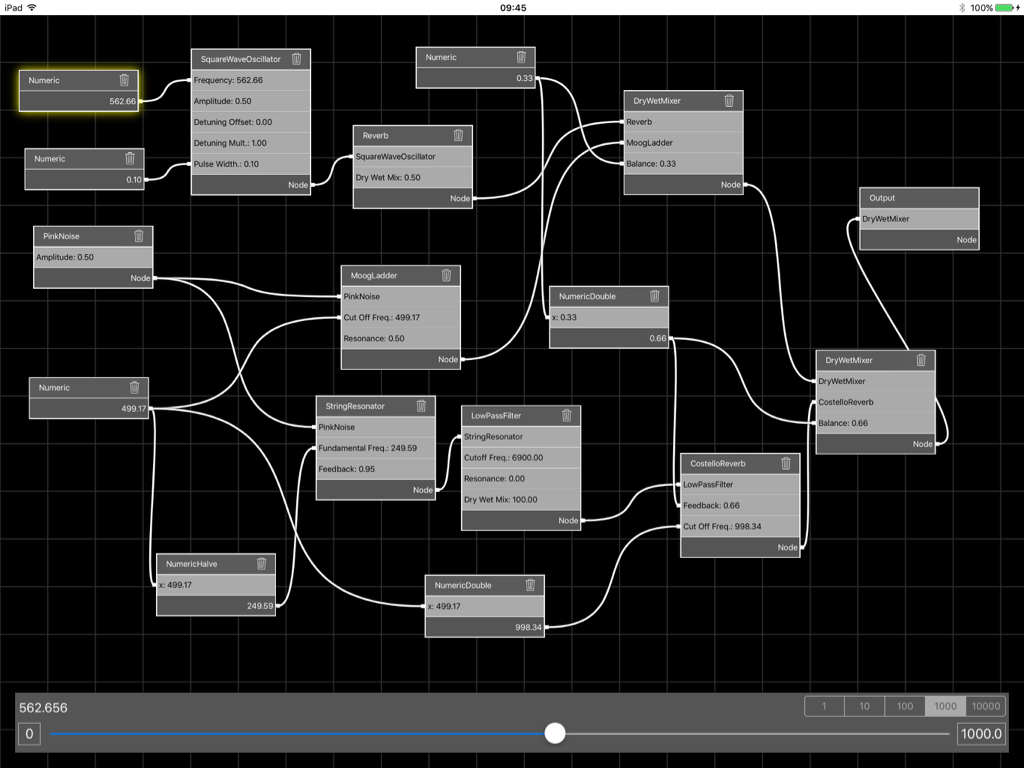 iPad
09:45
100%
Numeric
562.66
SquareWaveOscillator
Frequency: 562.66
Amplitude: 0.50
Detuning Offset: 0.00
Detuning Mult.: 1.00
Pulse Width.: 0.10
Node
Numeric
0.33
DryWetMixer
Reverb
MoogLadder
Balance: 0.33
Node
Numeric
0.10
Reverb
SquareWaveOscillator
Dry Wet Mix: 0.50
Node
Output
DryWetMixer
Node
PinkNoise
Amplitude: 0.50
Node
MoogLadder
PinkNoise
Cut Off Freq.: 499.17
Resonance: 0.50
Node
NumericDouble
x: 0.33
0.66
DryWetMixer
DryWetMixer
CostelloReverb
Balance: 0.66
Node
Numeric
499.17
StringResonator
PinkNoise
Fundamental Freq.: 249.59
Feedback: 0.95
Node
LowPassFilter
StringResonator
Cutoff Freq.: 6900.00
Resonance: 0.00
Dry Wet Mix: 100.00
Node
CostelloReverb
LowPassFilter
Feedback: 0.66
Cut Off Freq.: 998.34
Node
NumericHalve
x: 499.17
249.59
NumericDouble
x: 499.17
998.34
562.656
1 10 100 1000 10000
0
1000.0